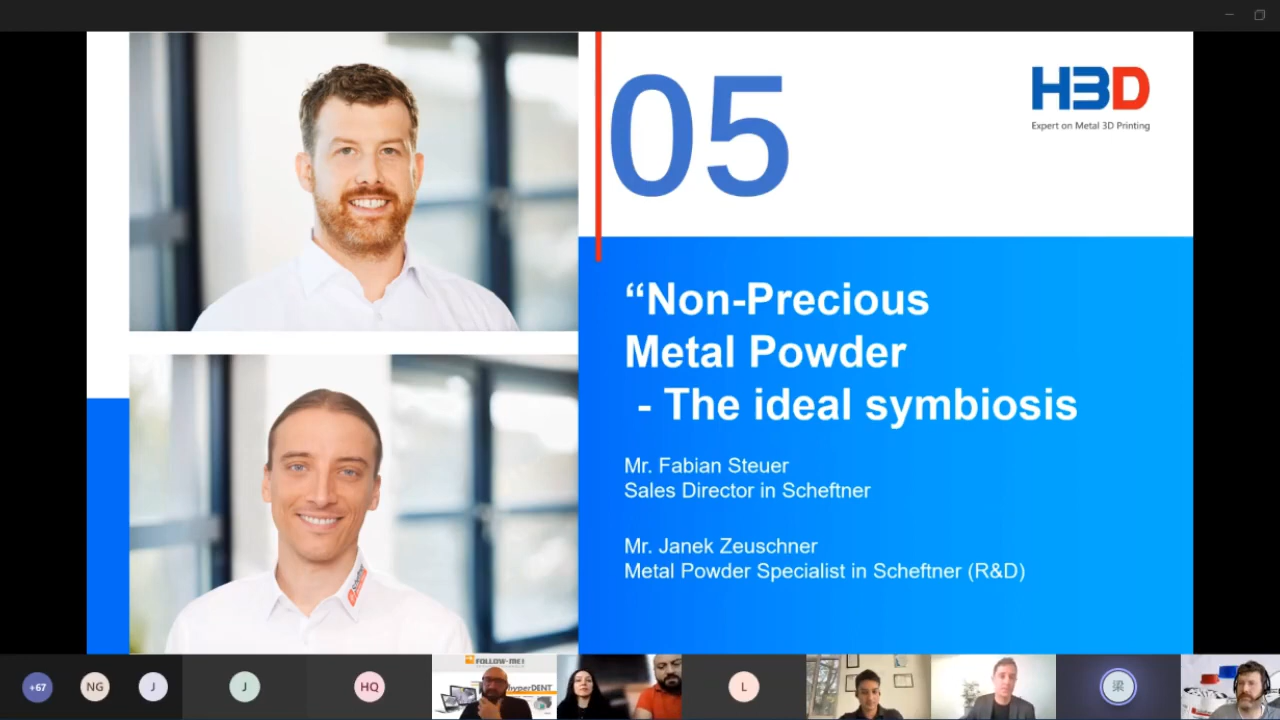 05
H3D
Expert on Metal 3D Printing
“Non-Precious
Metal Powder
- The ideal symbiosis
Mr. Fabian Steuer
Sales Director in Scheftner
Mr. Janek Zeuschner
Metal Powder Specialist in Scheftner (R&D)
Scheftner
+67
NG
J
J
HQ
FOLLOW-ME!
hyperDENT
L
梁